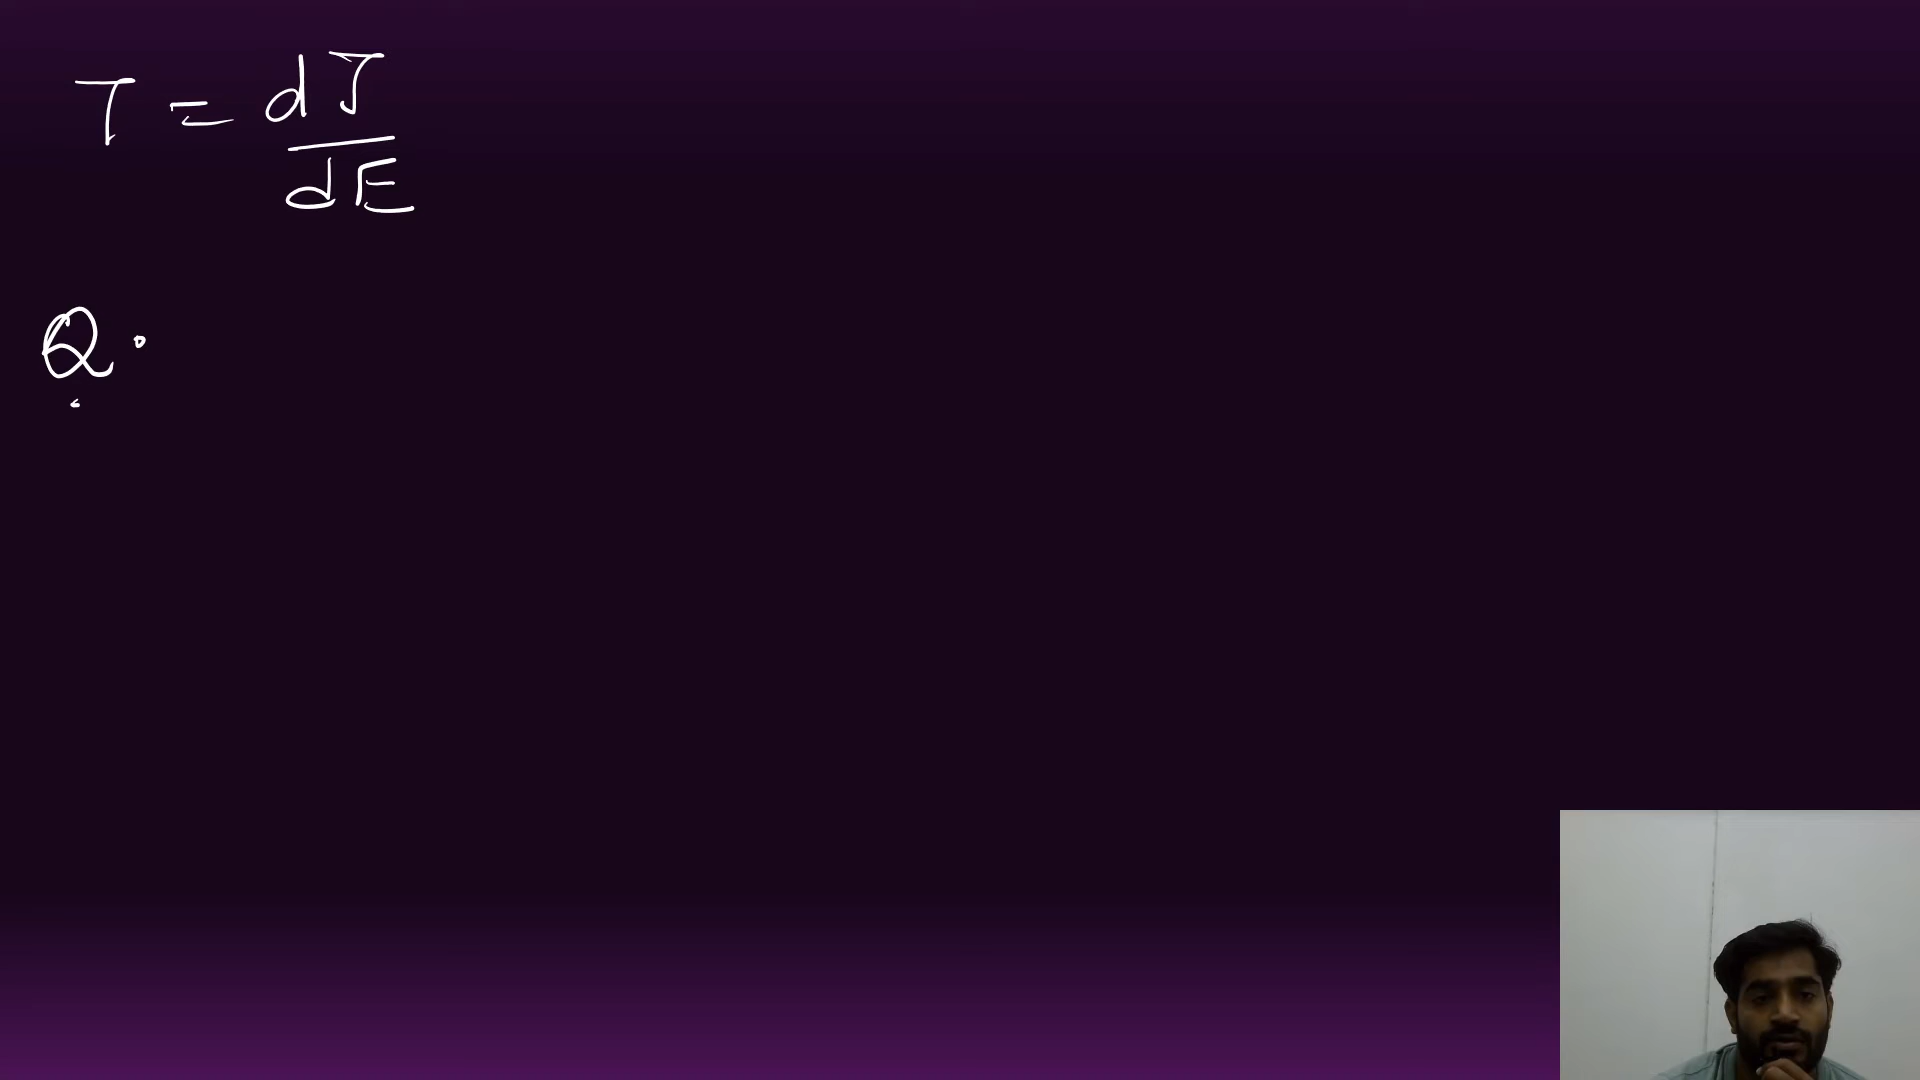 T = dJ
dE
Q.